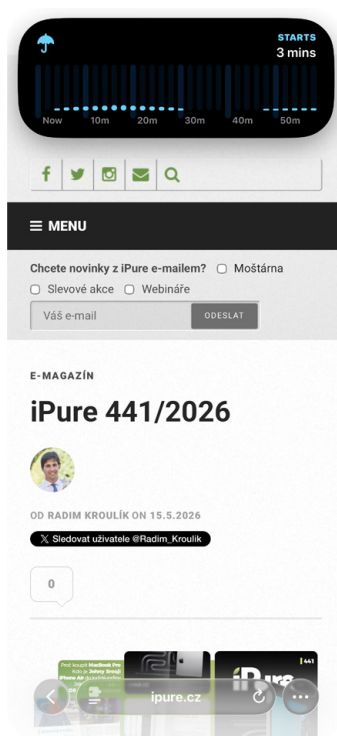 STARTS
3 mins
Now 10m 20m 30m 40m 50m
MENU
Chcete novinky z iPure e-mailem? Moštárna
Slevové akce Webináře
Váš e-mail ODESLAT
E-MAGAZÍN
iPure 441/2026
OD RADIM KROULÍK ON 15.5.2026
Sledovat uživatele @Radim_Kroulik
0
441
iPure
ipure.cz